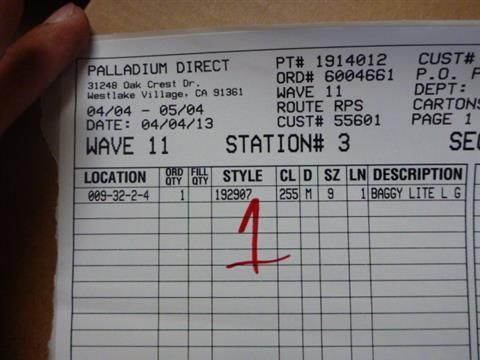 PALLADIUM DIRECT
31248 Oak Crest Dr.
Westlake Village, CA 91361
04/04 - 05/04
DATE: 04/04/13
PT# 1914012
ORD# 6004661
WAVE 11
ROUTE RPS
CUST# 55601
CUST#
P.O.
DEPT:
CARTONS
PAGE 1
WAVE 11 STATION# 3
LOCATION ORD QTY FILL QTY STYLE CL D SZ LN DESCRIPTION
009-32-2-4 1 192907 255 M 9 1 BAGGY LITE L G
1